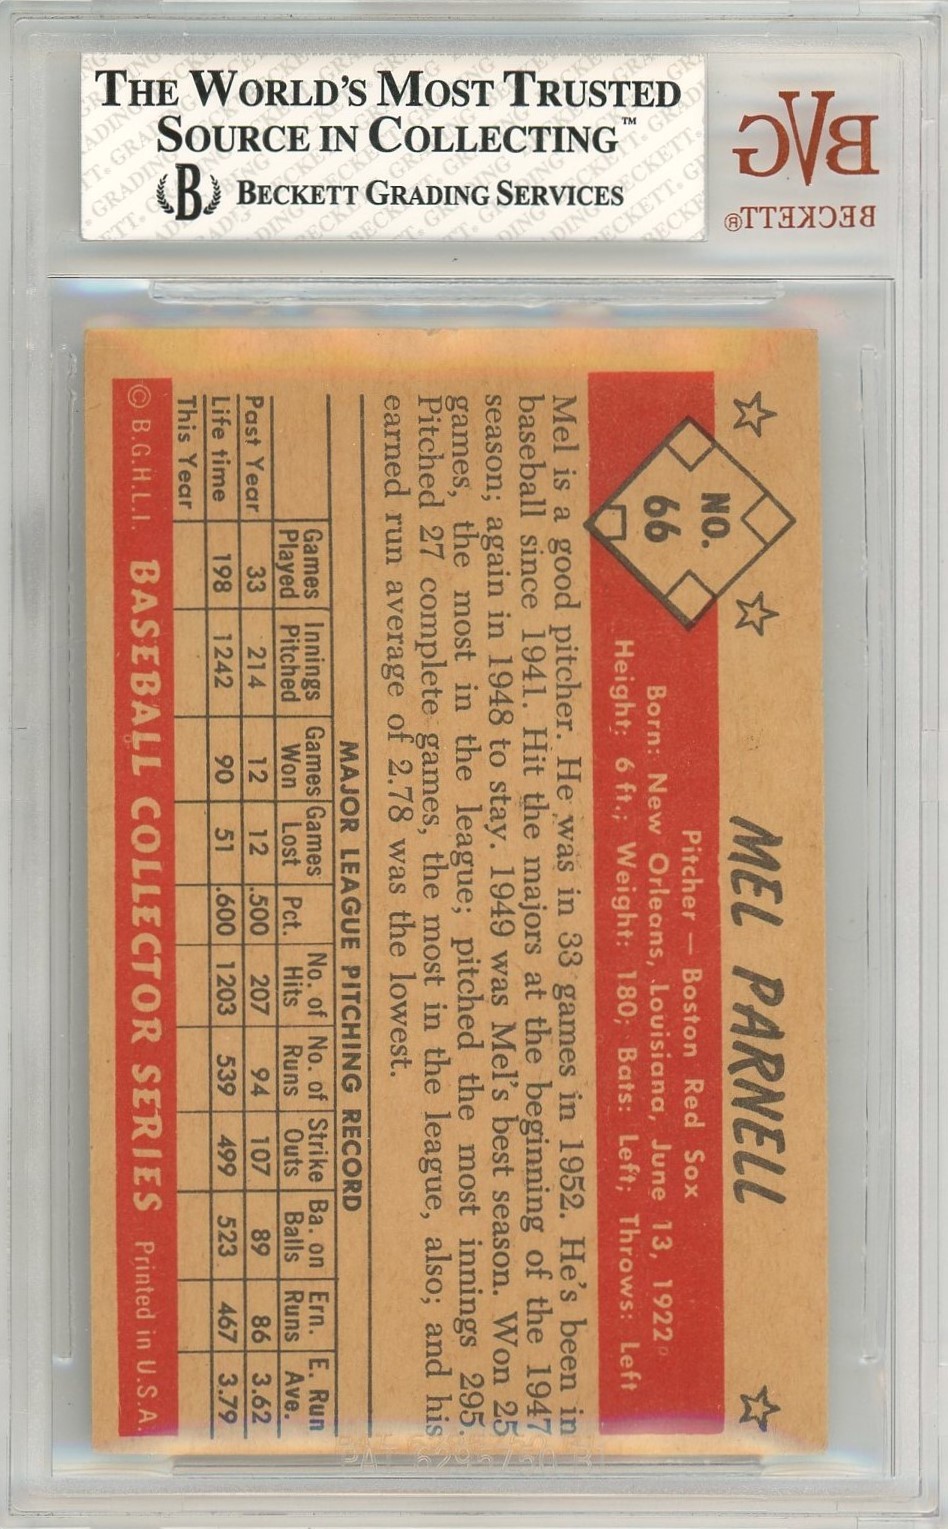 THE WORLD'S MOST TRUSTED
SOURCE IN COLLECTING™
B BECKETT GRADING SERVICES
BVG
BECKETT®
MEL PARNELL
NO.
66
Pitcher — Boston Red Sox
Born: New Orleans, Louisiana, June 13, 1922
Height: 6 ft.; Weight: 180; Bats: Left; Throws: Left
Mel is a good pitcher. He was in 33 games in 1952. He's been in
baseball since 1941. Hit the majors at the beginning of the 1947
season; again in 1948 to stay. 1949 was Mel's best season. Won 25
games, the most in the league; pitched the most innings 295.
Pitched 27 complete games, the most in the league, also; and his
earned run average of 2.78 was the lowest.
MAJOR LEAGUE PITCHING RECORD
Games Played Innings Pitched Games Won Games Lost Pct. No. of Hits No. of Runs Strike Outs Ba. on Balls Ern. Runs E. Run Ave.
Past Year 33 214 12 12 .500 207 94 107 89 86 3.62
Life time 198 1242 90 51 .600 1203 539 499 523 467 3.79
This Year
© B.G.H.L.I. BASEBALL COLLECTOR SERIES Printed in U.S.A.